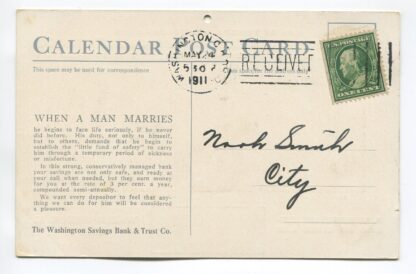 CALENDAR POST CARD
This space may be used for correspondence
WASHINGTON, D.C.
MAY 24
5 30 P
1911
RECEIVED
U.S. POSTAGE
WHEN A MAN MARRIES
he begins to face life seriously, if he never
did before. His duty, not only to himself,
but to others, demands that he begin to
establish the "little fund of safety" to carry
him through a temporary period of sickness
or misfortune.
In this strong, conservatively managed bank
your savings are not only safe, and ready at
your call when needed, but they earn money
for you at the rate of 3 per cent. a year,
compounded semi-annually.
We want every depositor to feel that any-
thing we can do for him will be considered
a pleasure.
The Washington Savings Bank & Trust Co.
Noah Smith
City